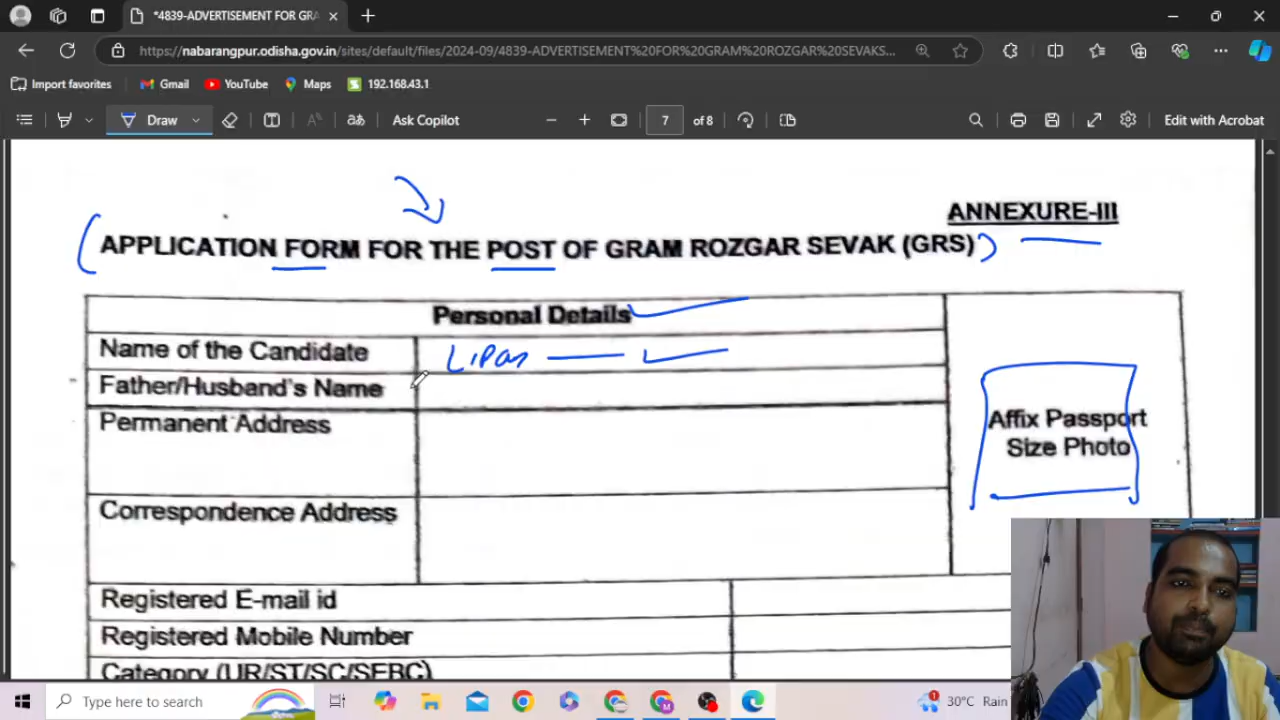 *4839-ADVERTISEMENT FOR GRA
https://nabarangpur.odisha.gov.in/sites/default/files/2024-09/4839-ADVERTISEMENT%20FOR%20GRAM%20ROZGAR%20SEVAKS...
Import favorites Gmail YouTube Maps 192.168.43.1
Draw Ask Copilot 7 of 8 Edit with Acrobat
ANNEXURE-III
APPLICATION FORM FOR THE POST OF GRAM ROZGAR SEVAK (GRS)
Personal Details
Name of the Candidate
Father/Husband's Name
Permanent Address
Affix Passport
Size Photo
Correspondence Address
Registered E-mail id
Registered Mobile Number
Category (UR/ST/SC/SEBC)
Type here to search 1 30°C Rain